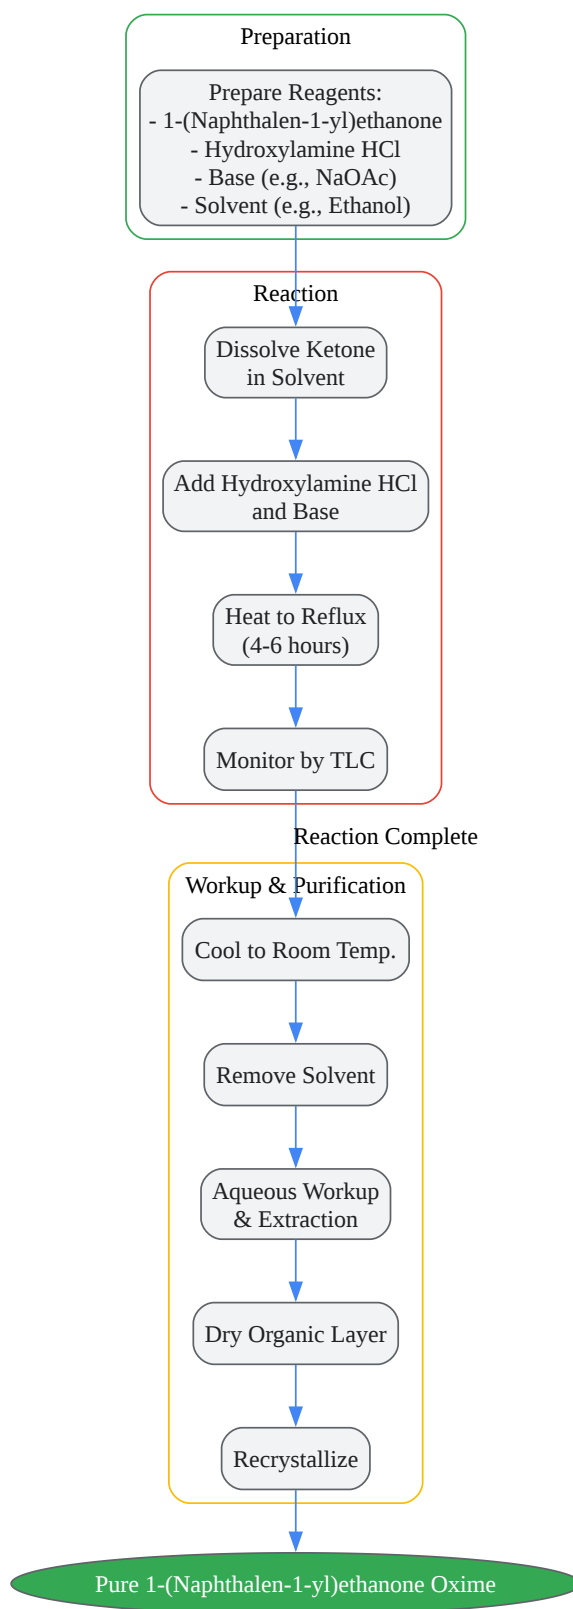 Preparation
Prepare Reagents:
- 1-(Naphthalen-1-yl)ethanone
- Hydroxylamine HCl
- Base (e.g., NaOAc)
- Solvent (e.g., Ethanol)
Reaction
Dissolve Ketone
in Solvent
Add Hydroxylamine HCl
and Base
Heat to Reflux
(4-6 hours)
Monitor by TLC
Reaction Complete
Workup & Purification
Cool to Room Temp.
Remove Solvent
Aqueous Workup
& Extraction
Dry Organic Layer
Recrystallize
Pure 1-(Naphthalen-1-yl)ethanone Oxime